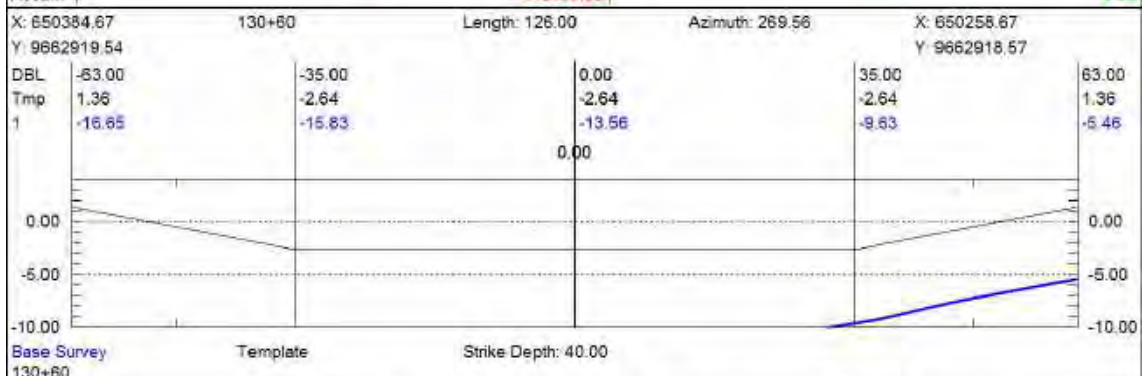 X: 650384.67 130+60 Length: 126.00 Azimuth: 269.56 X: 650258.67
Y: 9662919.54 Y: 9662918.57
DBL -63.00 -35.00 0.00 35.00 63.00
Tmp 1.36 -2.64 -2.64 -2.64 1.36
1 -16.65 -15.83 -13.56 -9.63 -5.46
0.00
0.00 0.00
-5.00 -5.00
-10.00 -10.00
Base Survey Template Strike Depth: 40.00
130+60